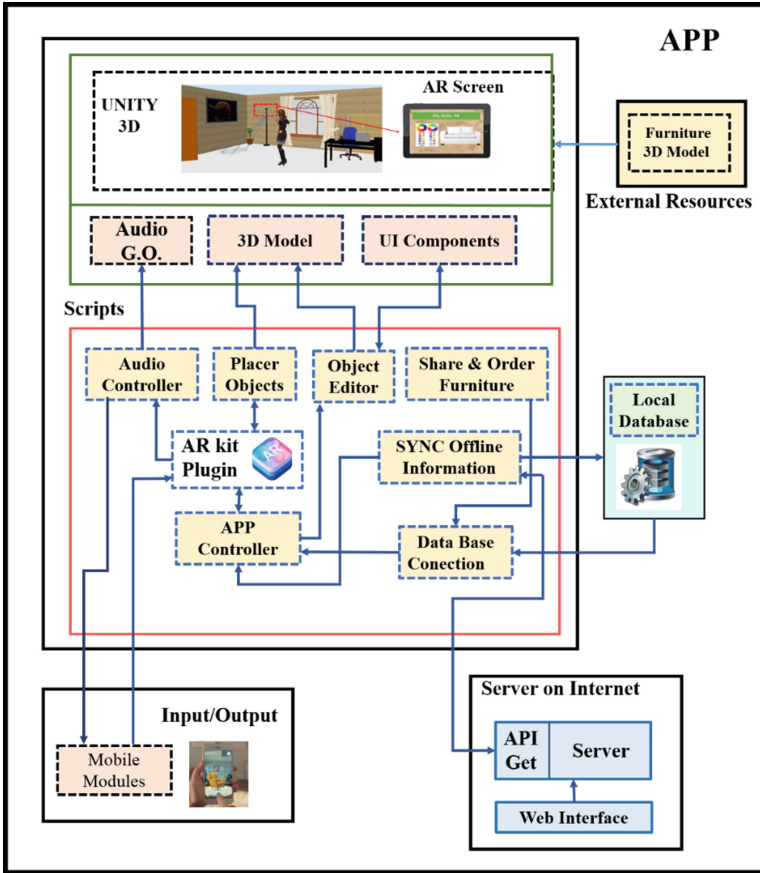 APP
UNITY
3D
AR Screen
My Sofa, AR
Furniture
3D Model
External Resources
Audio
G.O.
3D Model
UI Components
Scripts
Audio
Controller
Placer
Objects
Object
Editor
Share & Order
Furniture
Local
Database
AR kit
Plugin
AR
SYNC Offline
Information
APP
Controller
Data Base
Conection
Input/Output
Mobile
Modules
Server on Internet
API
Get
Server
Web Interface